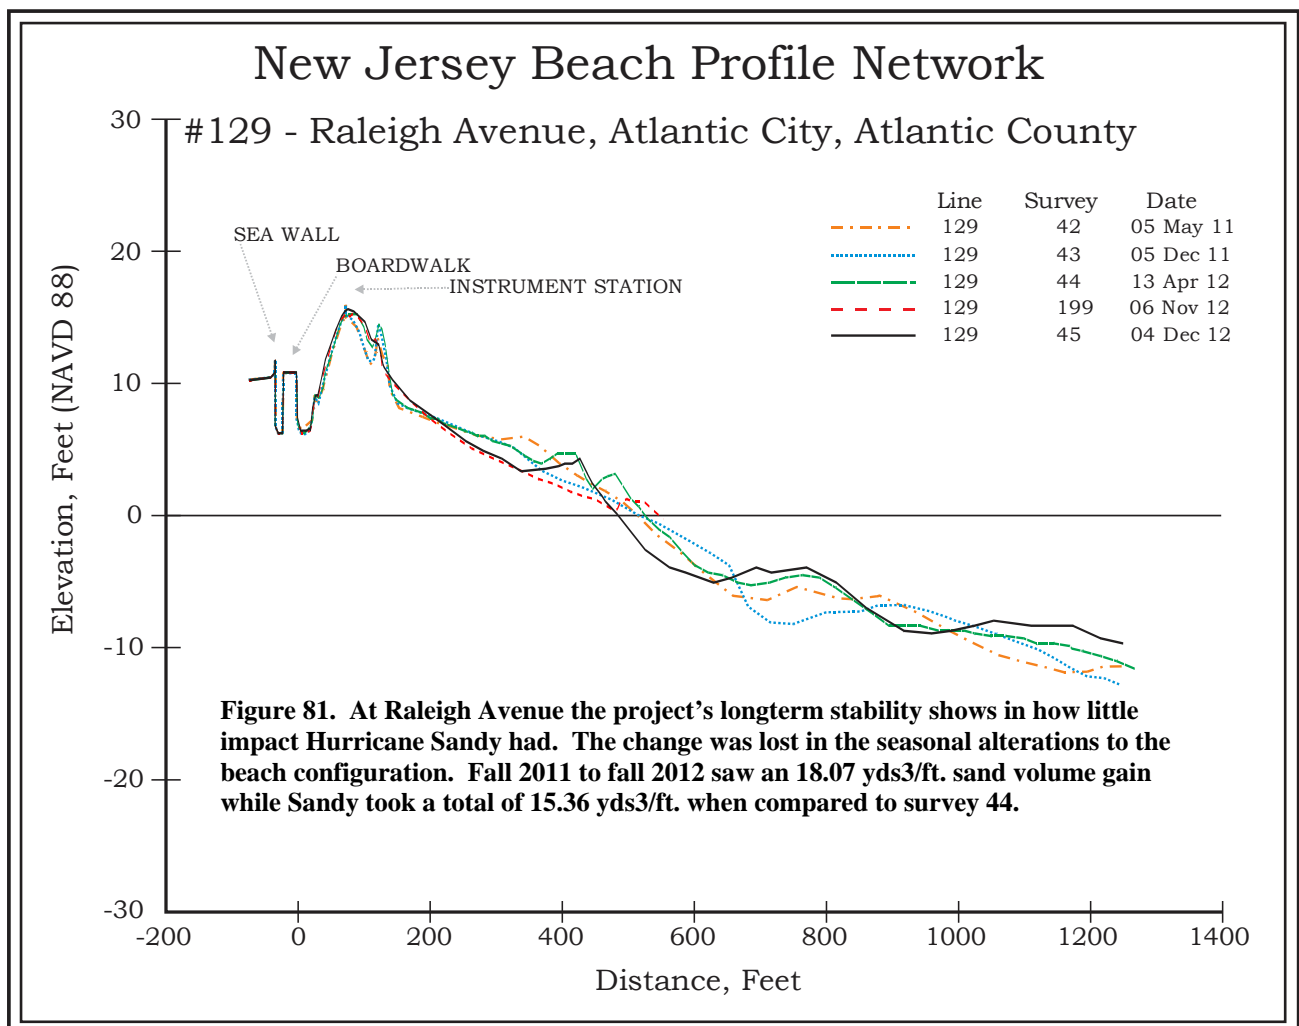 New Jersey Beach Profile Network
#129 - Raleigh Avenue, Atlantic City, Atlantic County
Line Survey Date
129 42 05 May 11
129 43 05 Dec 11
129 44 13 Apr 12
129 199 06 Nov 12
129 45 04 Dec 12
SEA WALL
BOARDWALK
INSTRUMENT STATION
Elevation, Feet (NAVD 88)
30
20
10
0
-10
-20
-30
Figure 81. At Raleigh Avenue the project's longterm stability shows in how little
impact Hurricane Sandy had. The change was lost in the seasonal alterations to the
beach configuration. Fall 2011 to fall 2012 saw an 18.07 yds3/ft. sand volume gain
while Sandy took a total of 15.36 yds3/ft. when compared to survey 44.
-200 0 200 400 600 800 1000 1200 1400
Distance, Feet